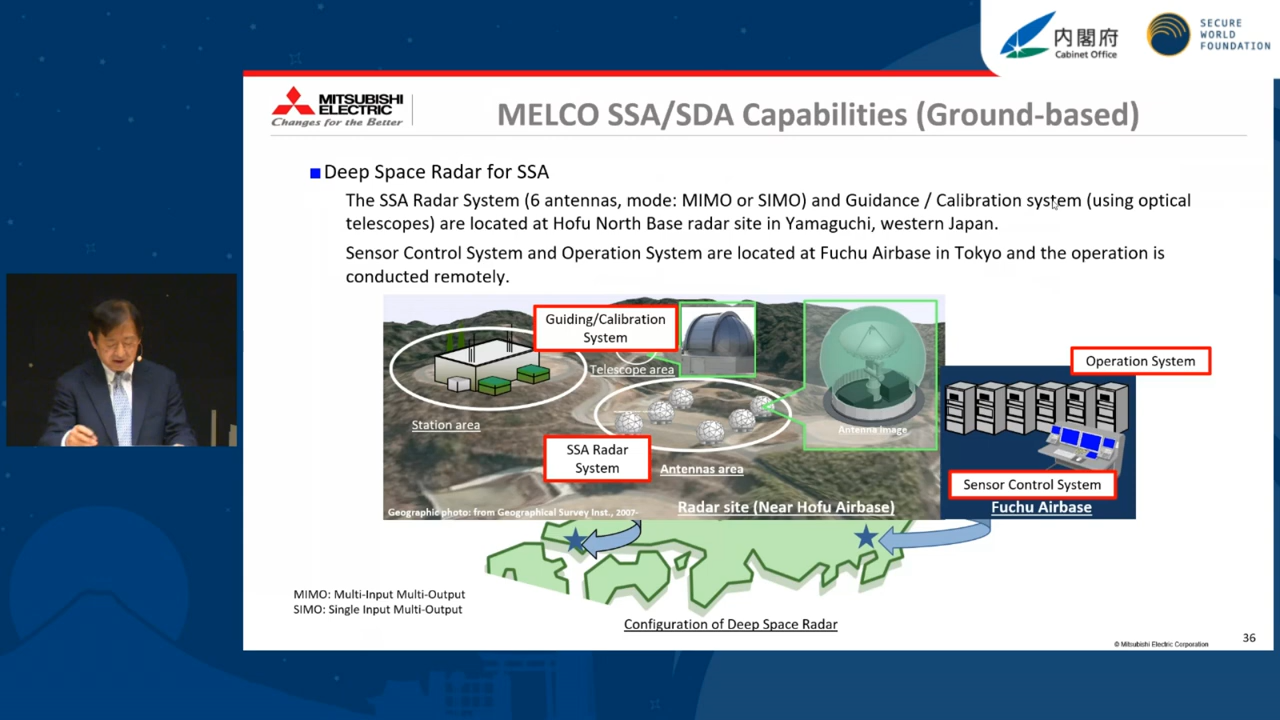 内閣府
Cabinet Office
SECURE
WORLD
FOUNDATION
MITSUBISHI
ELECTRIC
Changes for the Better
MELCO SSA/SDA Capabilities (Ground-based)
Deep Space Radar for SSA
The SSA Radar System (6 antennas, mode: MIMO or SIMO) and Guidance / Calibration system (using optical
telescopes) are located at Hofu North Base radar site in Yamaguchi, western Japan.
Sensor Control System and Operation System are located at Fuchu Airbase in Tokyo and the operation is
conducted remotely.
Guiding/Calibration
System
Telescope area
Station area
SSA Radar
System
Antennas area
Antenna Image
Operation System
Sensor Control System
Fuchu Airbase
Radar site (Near Hofu Airbase)
Geographic photo: from Geographical Survey Inst., 2007-
MIMO: Multi-Input Multi-Output
SIMO: Single Input Multi-Output
Configuration of Deep Space Radar
© Mitsubishi Electric Corporation
36